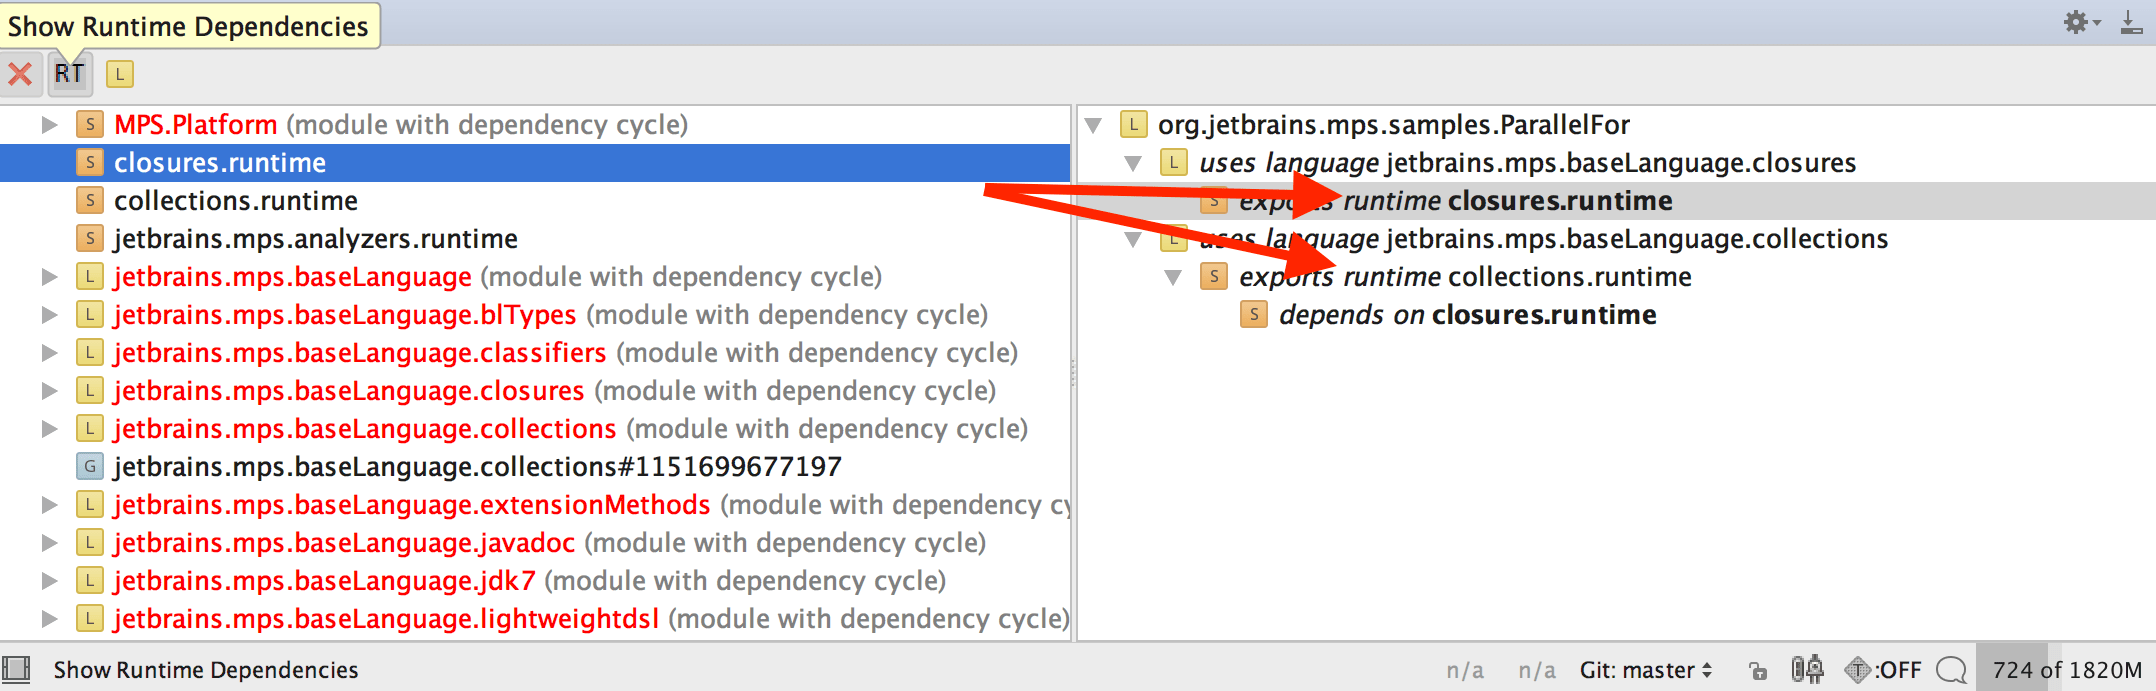 Show Runtime Dependencies
RT L
S MPS.Platform (module with dependency cycle)
S closures.runtime
S collections.runtime
S jetbrains.mps.analyzers.runtime
L jetbrains.mps.baseLanguage (module with dependency cycle)
L jetbrains.mps.baseLanguage.blTypes (module with dependency cycle)
L jetbrains.mps.baseLanguage.classifiers (module with dependency cycle)
L jetbrains.mps.baseLanguage.closures (module with dependency cycle)
L jetbrains.mps.baseLanguage.collections (module with dependency cycle)
G jetbrains.mps.baseLanguage.collections#1151699677197
L jetbrains.mps.baseLanguage.extensionMethods (module with dependency cy
L jetbrains.mps.baseLanguage.javadoc (module with dependency cycle)
L jetbrains.mps.baseLanguage.jdk7 (module with dependency cycle)
L jetbrains.mps.baseLanguage.lightweightdsl (module with dependency cycle)
L org.jetbrains.mps.samples.ParallelFor
L uses language jetbrains.mps.baseLanguage.closures
S exports runtime closures.runtime
L uses language jetbrains.mps.baseLanguage.collections
S exports runtime collections.runtime
S depends on closures.runtime
Show Runtime Dependencies n/a n/a Git: master T :OFF 724 of 1820M